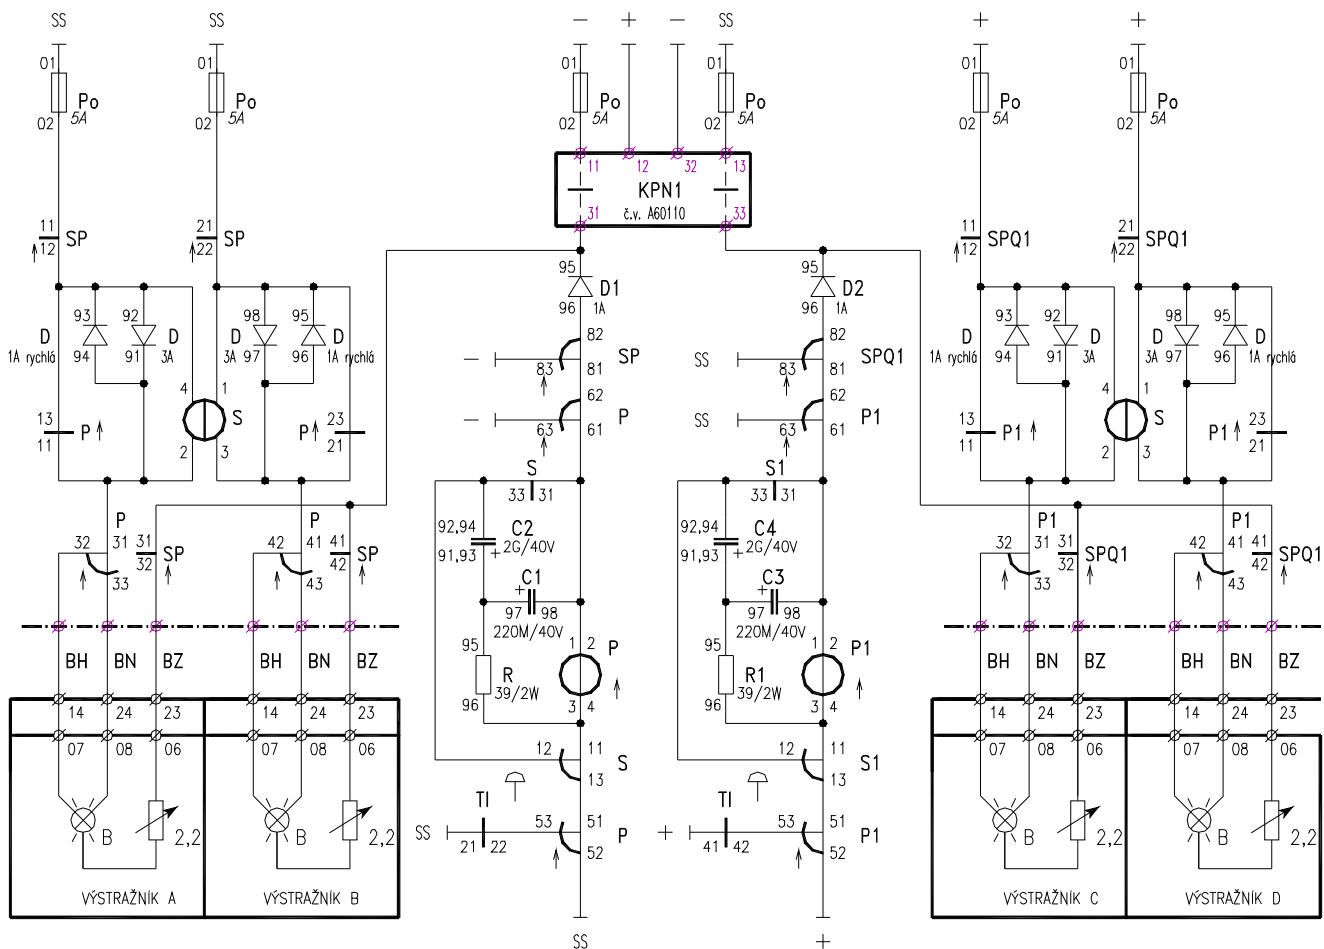 SS SS − + − SS + +
01 01 01 01 01 01
Po Po Po Po Po Po
5A 5A 5A 5A 5A 5A
02 02 02 02 02 02
11 12 32 13
KPN1
č.v. A60110
31 33
11 21 11 21
SP SP SPQ1 SPQ1
12 22 12 22
95 95
D1 D2
96 1A 96 1A
93 92 98 95 93 92 98 95
D D D D D D D D
1A rychlá 3A 3A 1A rychlá 1A rychlá 3A 3A 1A rychlá
94 91 97 96 94 91 97 96
82 82
− SP SS SPQ1
83 81 83 81
4 1 62 62 4 1
S S
13 23 − P SS P1 13 23
P P P1 P1
11 21 63 61 63 61 11 21
2 3 2 3
S S1
33 31 33 31
P P P1 P1
32 31 31 42 41 41 32 31 31 42 41 41
SP SP SPQ1 SPQ1
33 32 43 42 33 32 43 42
92,94 C2 92,94 C4
91,93 + 2G/40V 91,93 + 2G/40V
C1 C3
+ +
97 98 97 98
220M/40V 220M/40V
95 1 2 P 95 1 2 P1
BH BN BZ BH BN BZ R R1 BH BN BZ BH BN BZ
39/2W 39/2W
96 3 4 96 3 4
14 24 23 14 24 23 14 24 23 14 24 23
07 08 06 07 08 06 07 08 06 07 08 06
12 11 12 11
S S1
13 13
TI TI
B 2,2 B 2,2 B 2,2 B 2,2
53 51 53 51
SS P + P1
21 22 52 41 42 52
VÝSTRAŽNÍK A VÝSTRAŽNÍK B VÝSTRAŽNÍK C VÝSTRAŽNÍK D
SS +